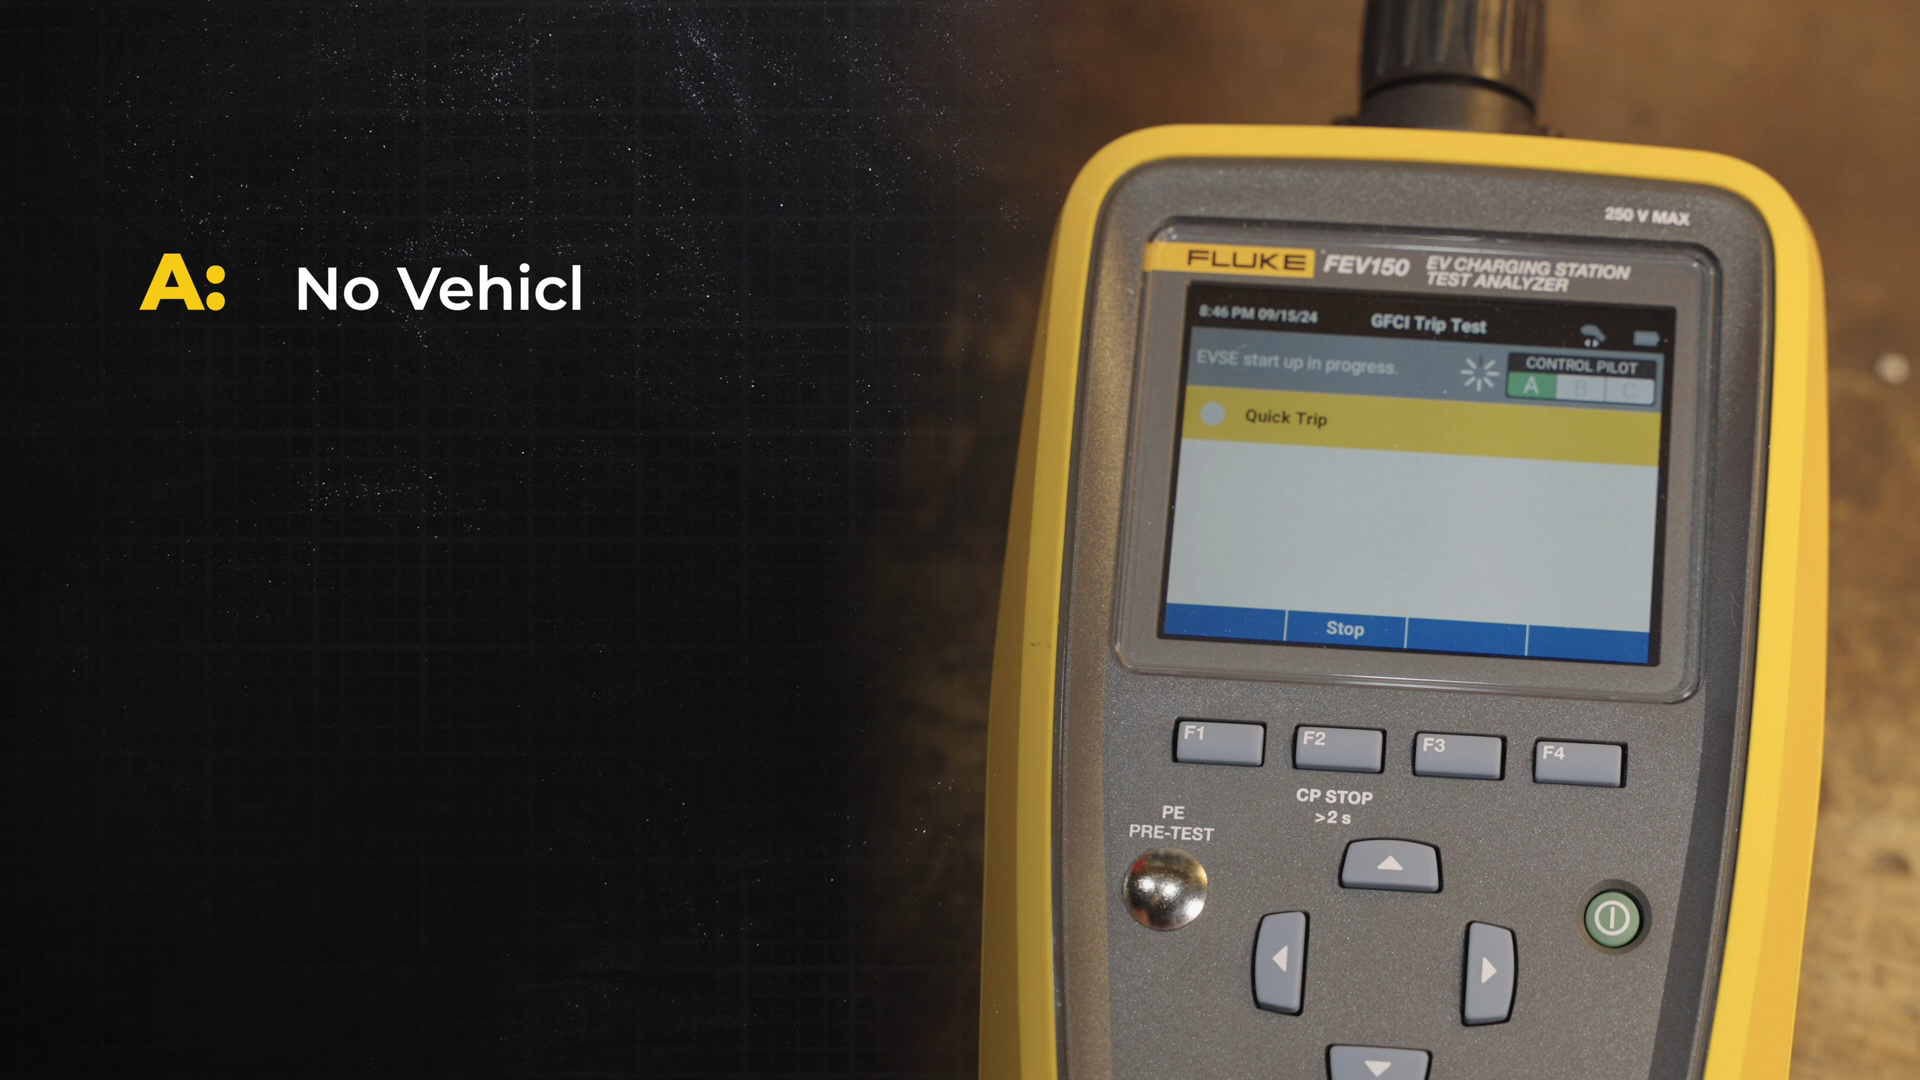 A: No Vehicl
250 V MAX
FLUKE FEV150 EV CHARGING STATION
TEST ANALYZER
8:46 PM 09/15/24 GFCI Trip Test
EVSE start up in progress.
CONTROL PILOT
A B C
Quick Trip
Stop
F1 F2 F3 F4
CP STOP
>2 s
PE
PRE-TEST